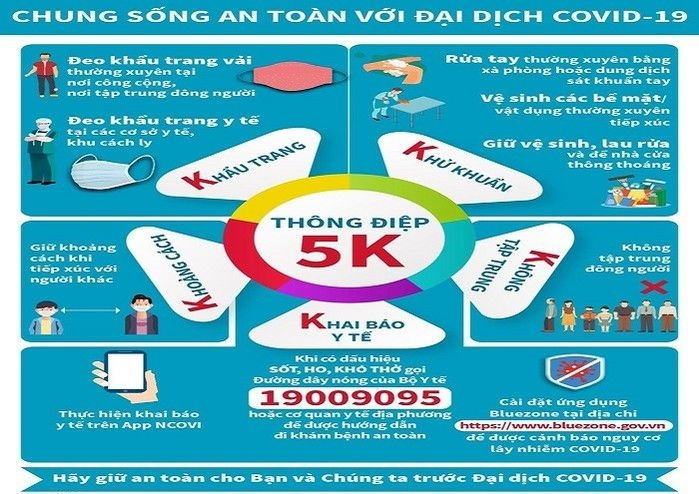 CHUNG SỐNG AN TOÀN VỚI ĐẠI DỊCH COVID-19
Đeo khẩu trang vải
thường xuyên tại
nơi công cộng,
nơi tập trung đông người
Đeo khẩu trang y tế
tại các cơ sở y tế,
khu cách ly
KHẨU TRANG
Rửa tay thường xuyên bằng
xà phòng hoặc dung dịch
sát khuẩn tay
Vệ sinh các bề mặt/
vật dụng thường xuyên
tiếp xúc
Giữ vệ sinh, lau rửa
và để nhà cửa
thông thoáng
KHỬ KHUẨN
THÔNG ĐIỆP
5K
Giữ khoảng
cách khi
tiếp xúc với
người khác
KHOẢNG CÁCH
KHÔNG
TẬP TRUNG
Không
tập trung
đông người
KHAI BÁO
Y TẾ
Thực hiện khai báo
y tế trên App NCOVI
Khi có dấu hiệu
SỐT, HO, KHÓ THỞ gọi
Đường dây nóng của Bộ Y tế
19009095
hoặc cơ quan y tế địa phương
để được hướng dẫn
đi khám bệnh an toàn
Cài đặt ứng dụng
Bluezone tại địa chỉ
https://www.bluezone.gov.vn
để được cảnh báo nguy cơ
lây nhiễm COVID-19
Hãy giữ an toàn cho Bạn và Chúng ta trước Đại dịch COVID-19